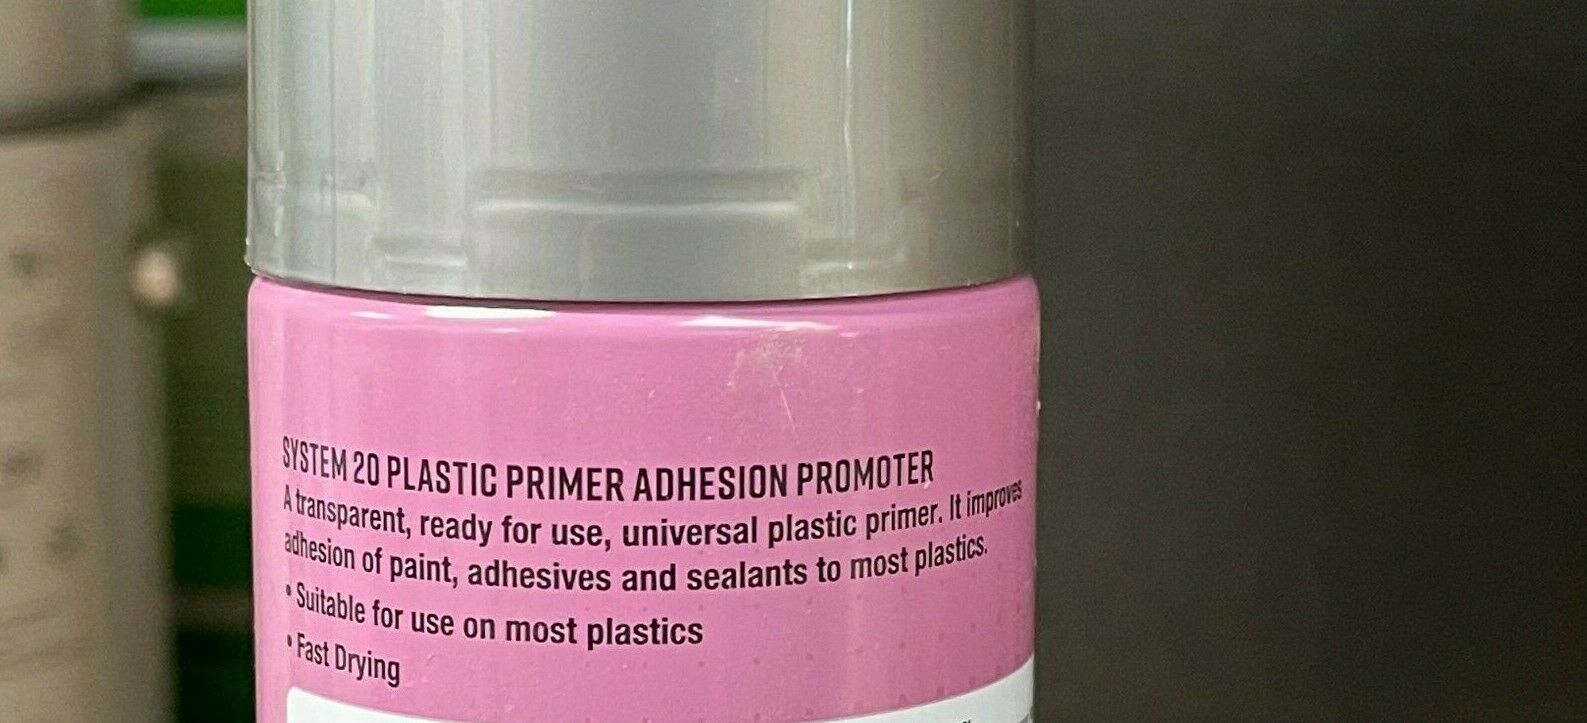 SYSTEM 20 PLASTIC PRIMER ADHESION PROMOTER
A transparent, ready for use, universal plastic primer. It improves
adhesion of paint, adhesives and sealants to most plastics.
• Suitable for use on most plastics
• Fast Drying